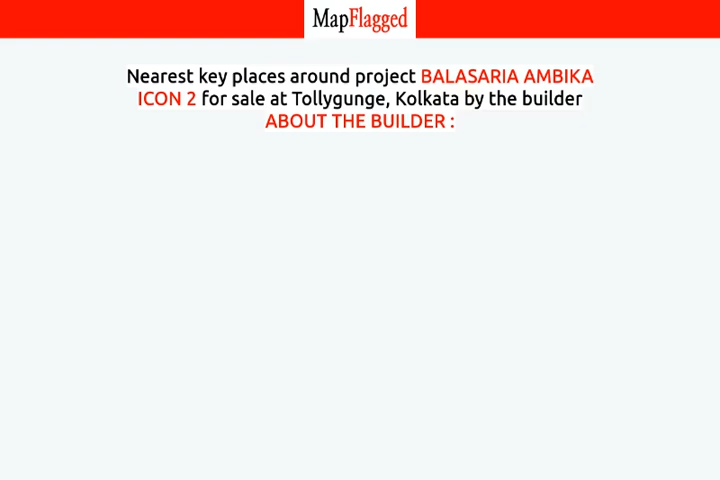 MapFlagged
Nearest key places around project BALASARIA AMBIKA
ICON 2 for sale at Tollygunge, Kolkata by the builder
ABOUT THE BUILDER :